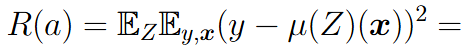 R(a) = 𝔼_Z 𝔼_{y,𝒙}(y − μ(Z)(𝒙))² =